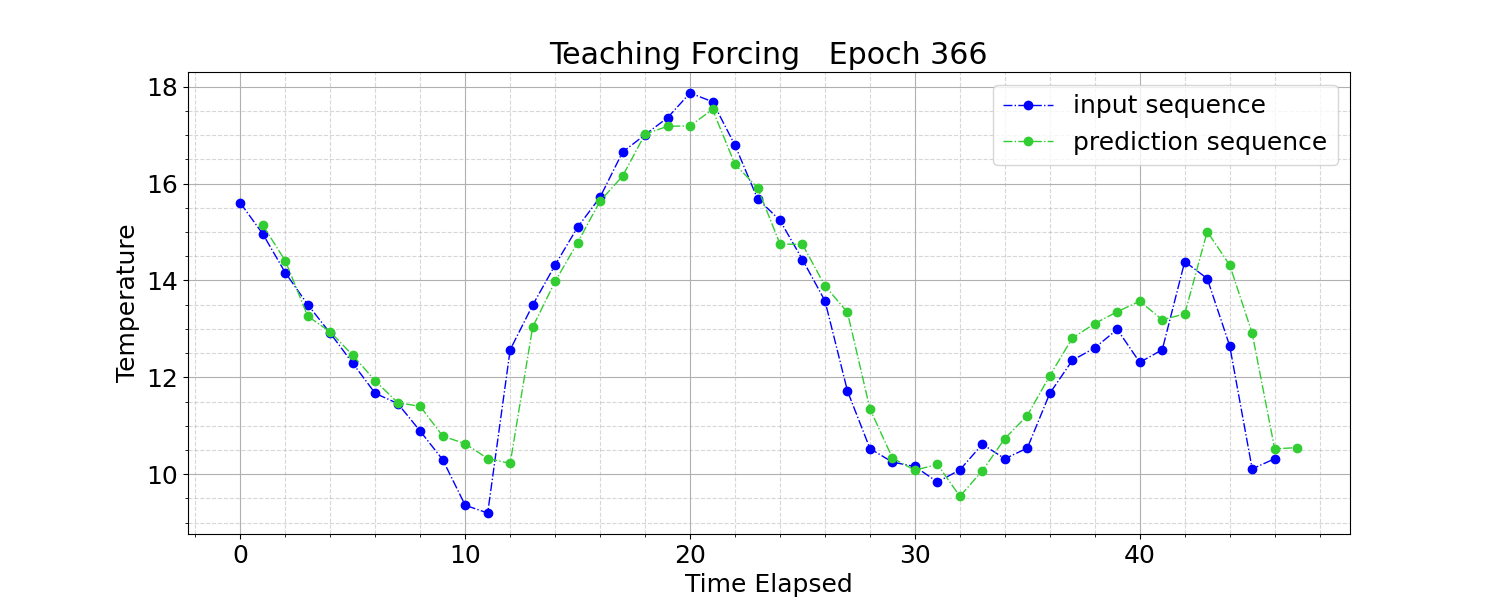 Teaching Forcing   Epoch 366
input sequence
prediction sequence
Temperature
18
16
14
12
10
0
10
20
30
40
Time Elapsed